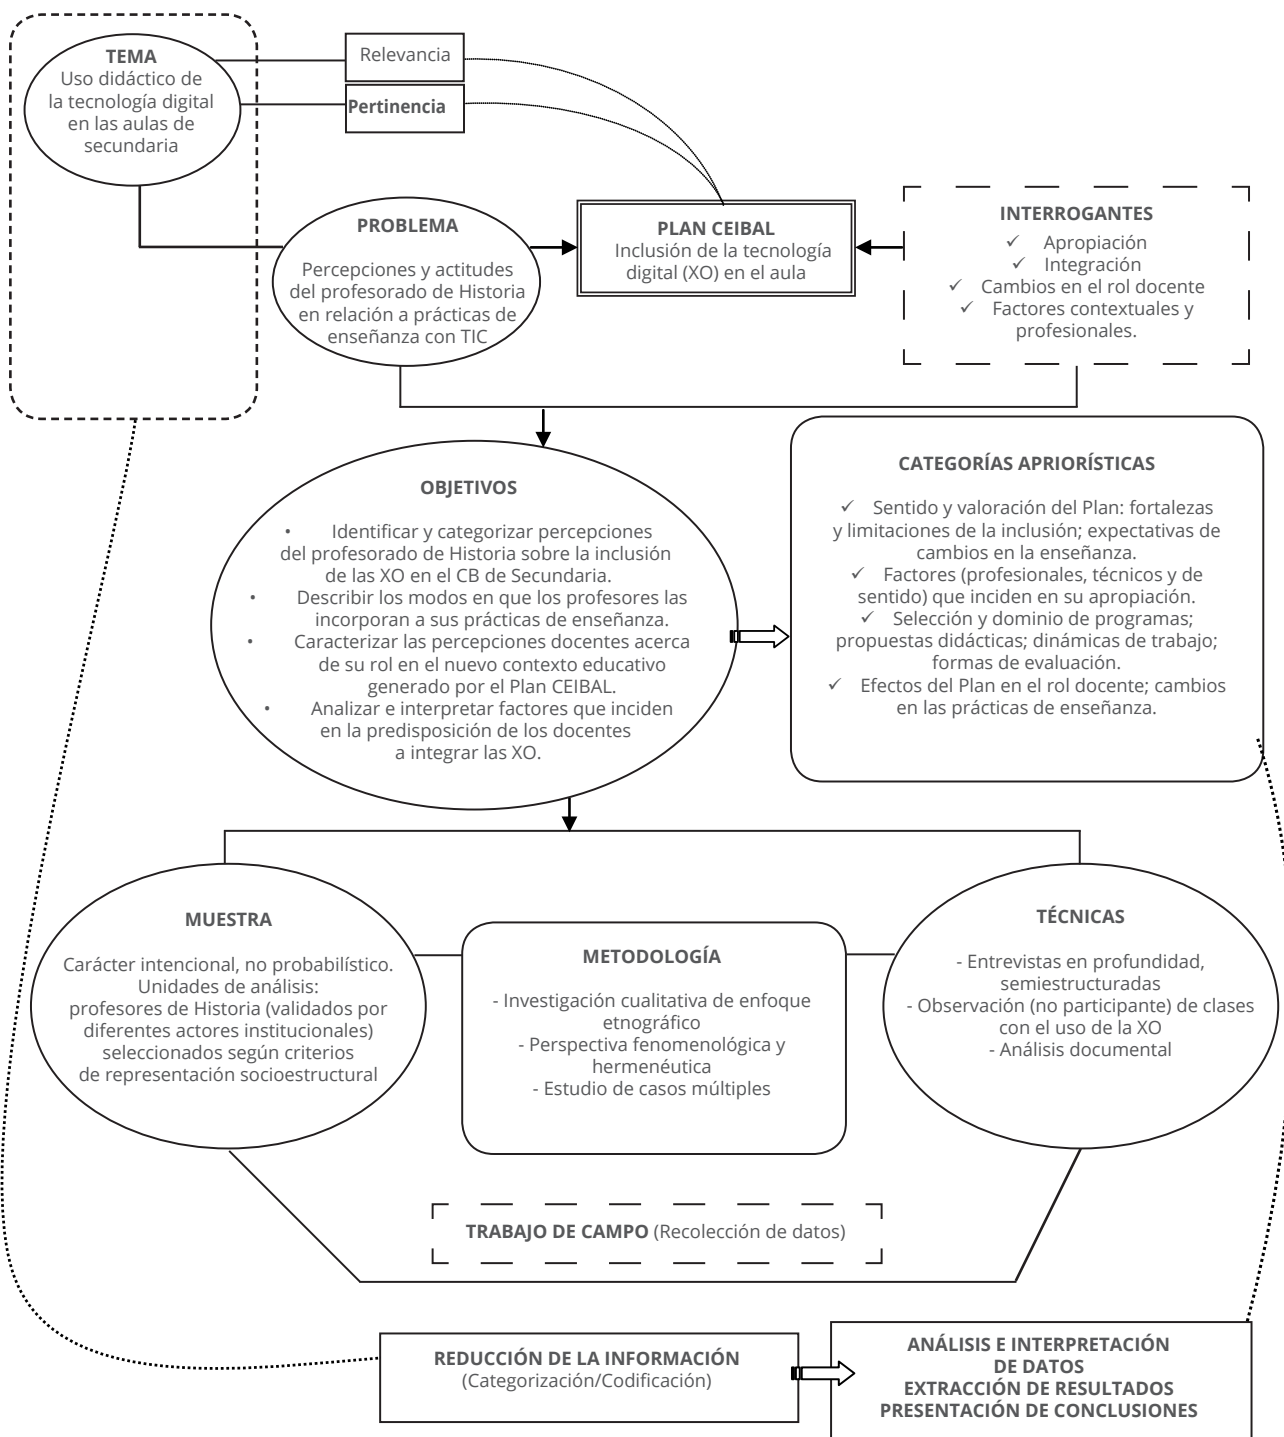 TEMA
Uso didáctico de
la tecnología digital
en las aulas de
secundaria
Relevancia
Pertinencia
PROBLEMA
Percepciones y actitudes
del profesorado de Historia
en relación a prácticas de
enseñanza con TIC
PLAN CEIBAL
Inclusión de la tecnología
digital (XO) en el aula
INTERROGANTES
✓ Apropiación
✓ Integración
✓ Cambios en el rol docente
✓ Factores contextuales y
profesionales.
OBJETIVOS
• Identificar y categorizar percepciones
del profesorado de Historia sobre la inclusión
de las XO en el CB de Secundaria.
• Describir los modos en que los profesores las
incorporan a sus prácticas de enseñanza.
• Caracterizar las percepciones docentes acerca
de su rol en el nuevo contexto educativo
generado por el Plan CEIBAL.
• Analizar e interpretar factores que inciden
en la predisposición de los docentes
a integrar las XO.
CATEGORÍAS APRIORÍSTICAS
✓ Sentido y valoración del Plan: fortalezas
y limitaciones de la inclusión; expectativas de
cambios en la enseñanza.
✓ Factores (profesionales, técnicos y de
sentido) que inciden en su apropiación.
✓ Selección y dominio de programas;
propuestas didácticas; dinámicas de trabajo;
formas de evaluación.
✓ Efectos del Plan en el rol docente; cambios
en las prácticas de enseñanza.
MUESTRA
Carácter intencional, no probabilístico.
Unidades de análisis:
profesores de Historia (validados por
diferentes actores institucionales)
seleccionados según criterios
de representación socioestructural
METODOLOGÍA
- Investigación cualitativa de enfoque
etnográfico
- Perspectiva fenomenológica y
hermenéutica
- Estudio de casos múltiples
TÉCNICAS
- Entrevistas en profundidad,
semiestructuradas
- Observación (no participante) de clases
con el uso de la XO
- Análisis documental
TRABAJO DE CAMPO (Recolección de datos)
REDUCCIÓN DE LA INFORMACIÓN
(Categorización/Codificación)
ANÁLISIS E INTERPRETACIÓN
DE DATOS
EXTRACCIÓN DE RESULTADOS
PRESENTACIÓN DE CONCLUSIONES